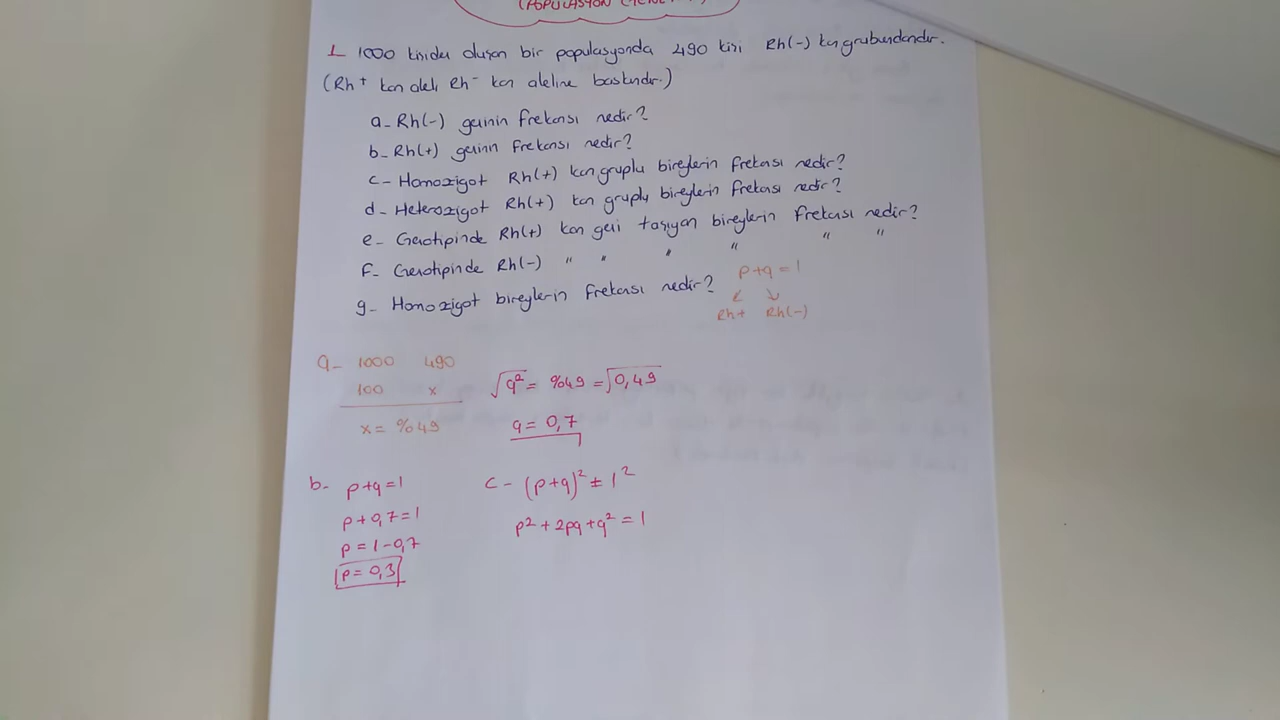 (POPULASYON
1 1000 kişiden oluşan bir populasyonda 490 kişi Rh(-) kan grubundandır.
(Rh+ kan aleli Rh- kan aleline baskındır.)
a- Rh(-) geninin frekansı nedir?
b- Rh(+) genin frekansı nedir?
c- Homozigot Rh(+) kan gruplu bireylerin frekansı nedir?
d- Heterozigot Rh(+) kan gruplu bireylerin frekansı nedir?
e- Genotipinde Rh(+) kan geni taşıyan bireylerin frekansı nedir?
f- Genotipinde Rh(-) " " " " " "
g- Homozigot bireylerin frekansı nedir?
p+q=1
Rh+ Rh(-)
a- 1000 490
100 x
x= %49
√q² = %49 = √0,49
q = 0,7
b- p+q=1
p+0,7=1
p=1-0,7
p=0,3
c- (p+q)² = 1²
p²+2pq+q²=1